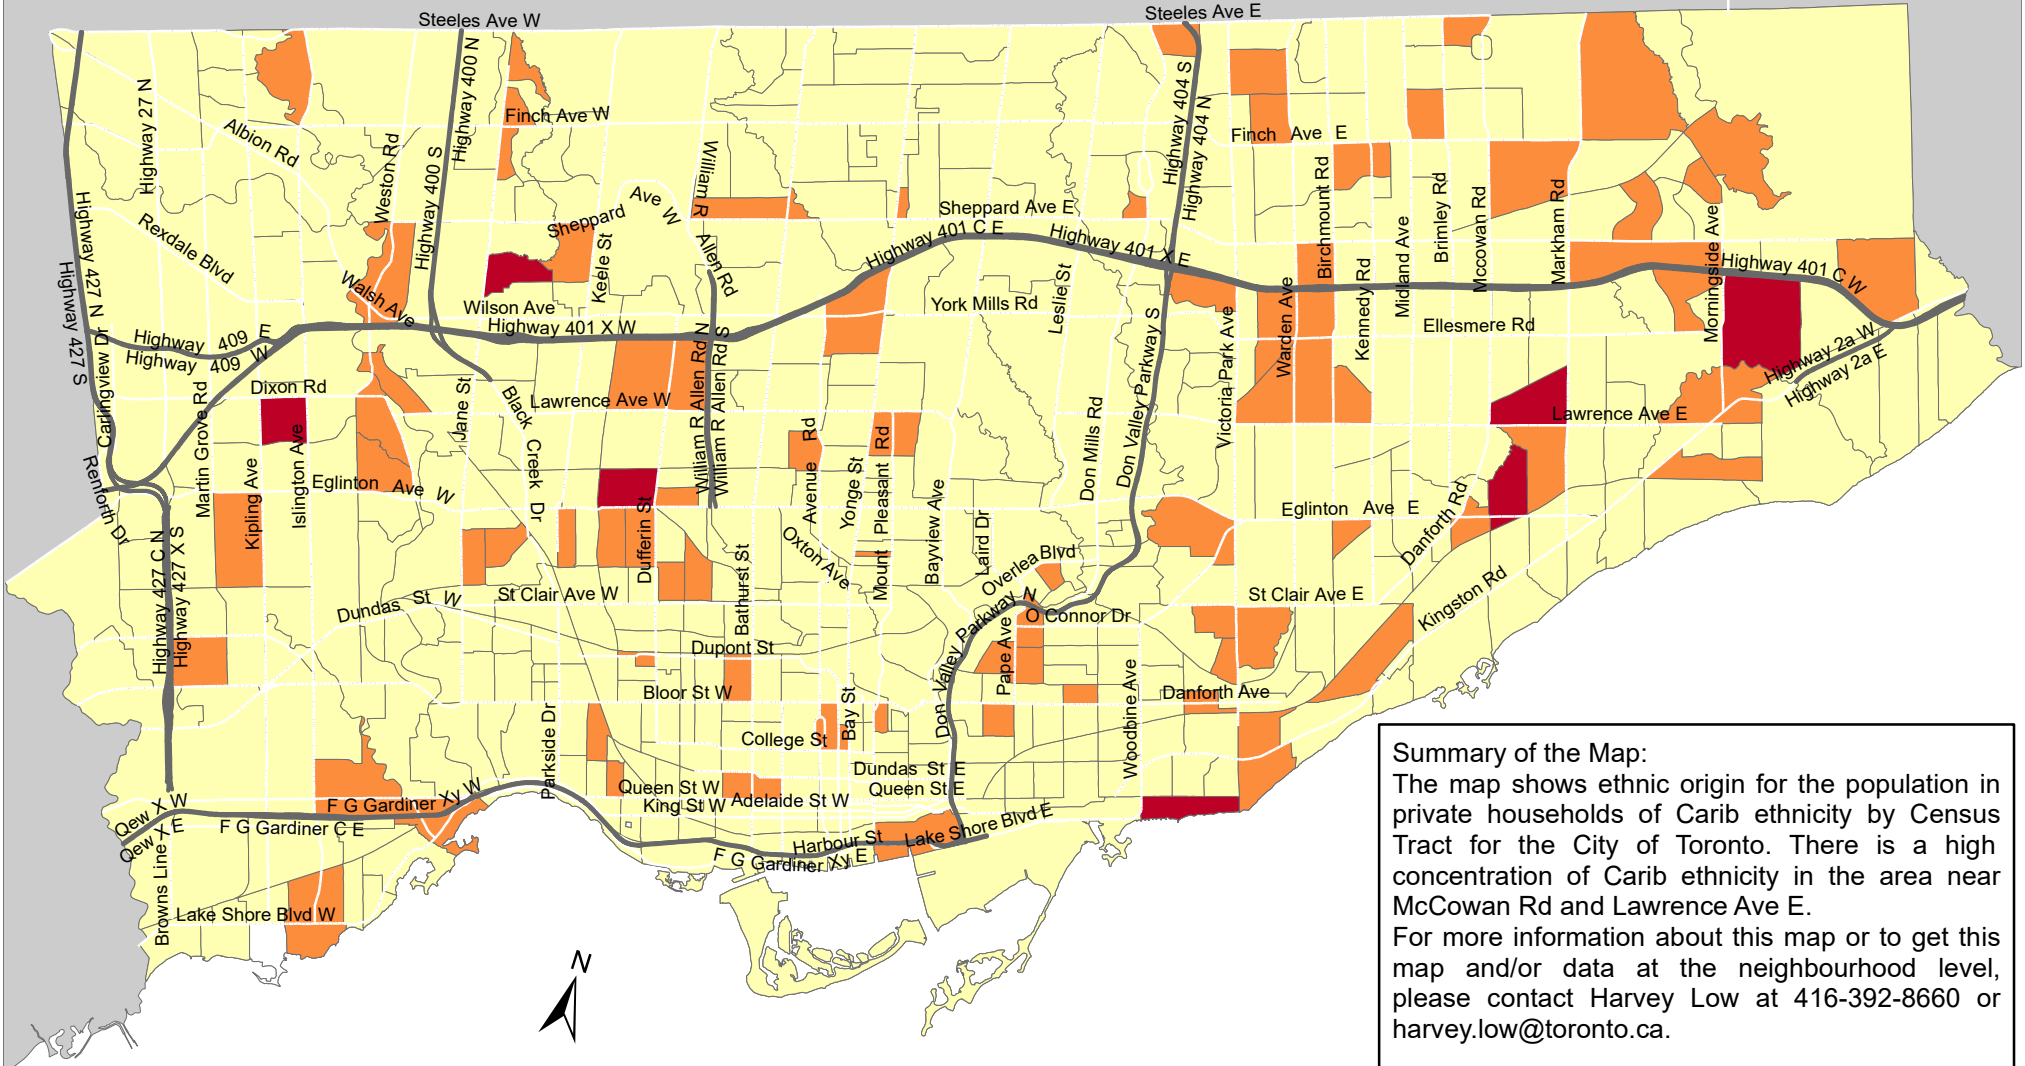 Steeles Ave W
Steeles Ave E
Highway 27 N
Albion Rd
Weston Rd
Highway 400 N
Highway 400 S
Finch Ave W
William R
Allen Rd
Highway 404 S
Highway 404 N
Finch Ave E
Birchmount Rd
Midland Ave
Brimley Rd
Mccowan Rd
Markham Rd
Morningside Ave
Highway 427 N
Highway 427 S
Rexdale Blvd
Sheppard Ave W
Keele St
Sheppard Ave E
Highway 401 C E
Highway 401 X E
Highway 401 C W
Walsh Ave
Wilson Ave
Highway 401 X W
York Mills Rd
Leslie St
Ellesmere Rd
Kennedy Rd
Warden Ave
Victoria Park Ave
Highway 2a W
Highway 2a E
Highway 409 E
Highway 409 W
Carlingview Dr
Dixon Rd
Martin Grove Rd
Kipling Ave
Islington Ave
Jane St
Black Creek Dr
Lawrence Ave W
Lawrence Ave E
William R Allen Rd N
William R Allen Rd S
Don Valley Parkway S
Don Mills Rd
Renforth Dr
Eglinton Ave W
Eglinton Ave E
Dufferin St
Avenue Rd
Yonge St
Mount Pleasant Rd
Bayview Ave
Laird Dr
Overlea Blvd
Oxton Ave
Bathurst St
Danforth Rd
Kingston Rd
Highway 427 C N
Highway 427 X S
Dundas St W
St Clair Ave W
St Clair Ave E
O Connor Dr
Don Valley Parkway N
Pape Ave
Dupont St
Bloor St W
Danforth Ave
Woodbine Ave
Parkside Dr
Bay St
College St
Dundas St E
Queen St E
Queen St W
King St W
Adelaide St W
Qew X W
Qew X E
F G Gardiner Xy W
F G Gardiner C E
Harbour St
Lake Shore Blvd E
F G Gardiner Xy E
Browns Line
Lake Shore Blvd W
N
Summary of the Map:
The map shows ethnic origin for the population in
private households of Carib ethnicity by Census
Tract for the City of Toronto. There is a high
concentration of Carib ethnicity in the area near
McCowan Rd and Lawrence Ave E.
For more information about this map or to get this
map and/or data at the neighbourhood level,
please contact Harvey Low at 416-392-8660 or
harvey.low@toronto.ca.